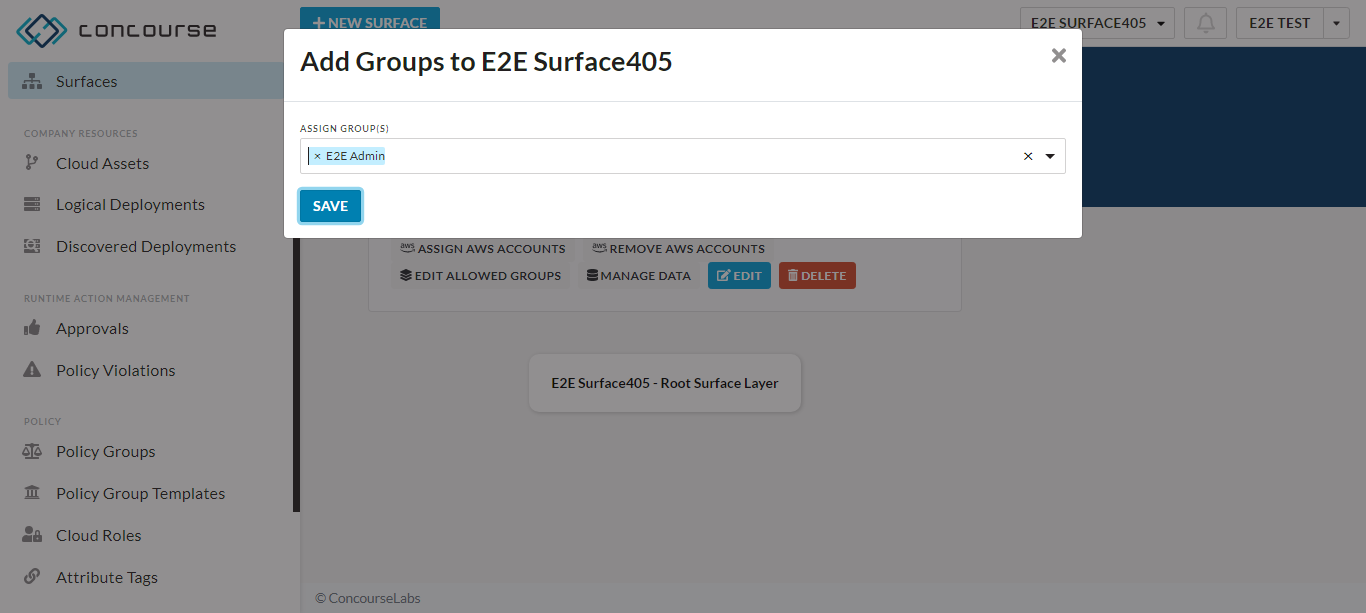 concourse
NEW SURFACE
E2E SURFACE405
E2E TEST
Add Groups to E2E Surface405
ASSIGN GROUP(S)
× E2E Admin
SAVE
Surfaces
COMPANY RESOURCES
Cloud Assets
Logical Deployments
Discovered Deployments
RUNTIME ACTION MANAGEMENT
Approvals
Policy Violations
POLICY
Policy Groups
Policy Group Templates
Cloud Roles
Attribute Tags
aws ASSIGN AWS ACCOUNTS
aws REMOVE AWS ACCOUNTS
EDIT ALLOWED GROUPS
MANAGE DATA
EDIT
DELETE
E2E Surface405 - Root Surface Layer
© ConcourseLabs